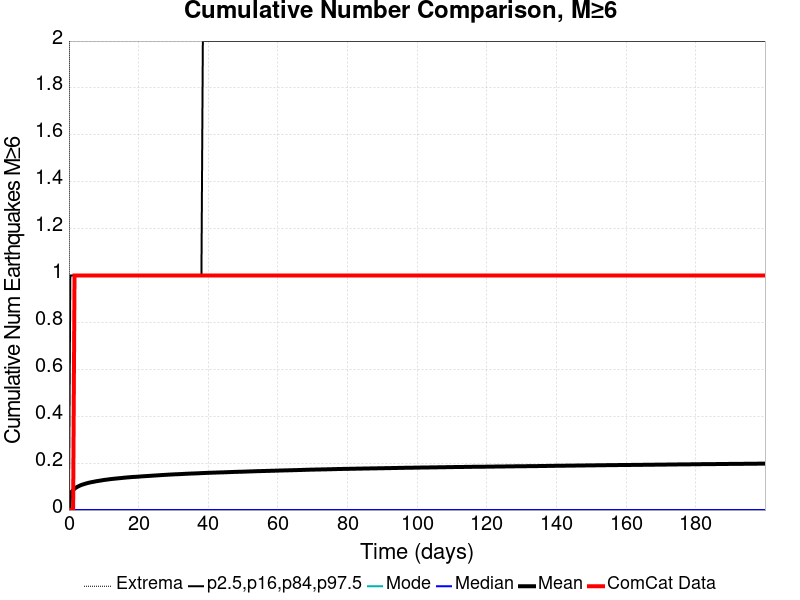 Cumulative Number Comparison, M≥6
Cumulative Num Earthquakes M≥6
2
1.8
1.6
1.4
1.2
1
0.8
0.6
0.4
0.2
0
0 20 40 60 80 100 120 140 160 180
Time (days)
Extrema p2.5,p16,p84,p97.5 Mode Median Mean ComCat Data